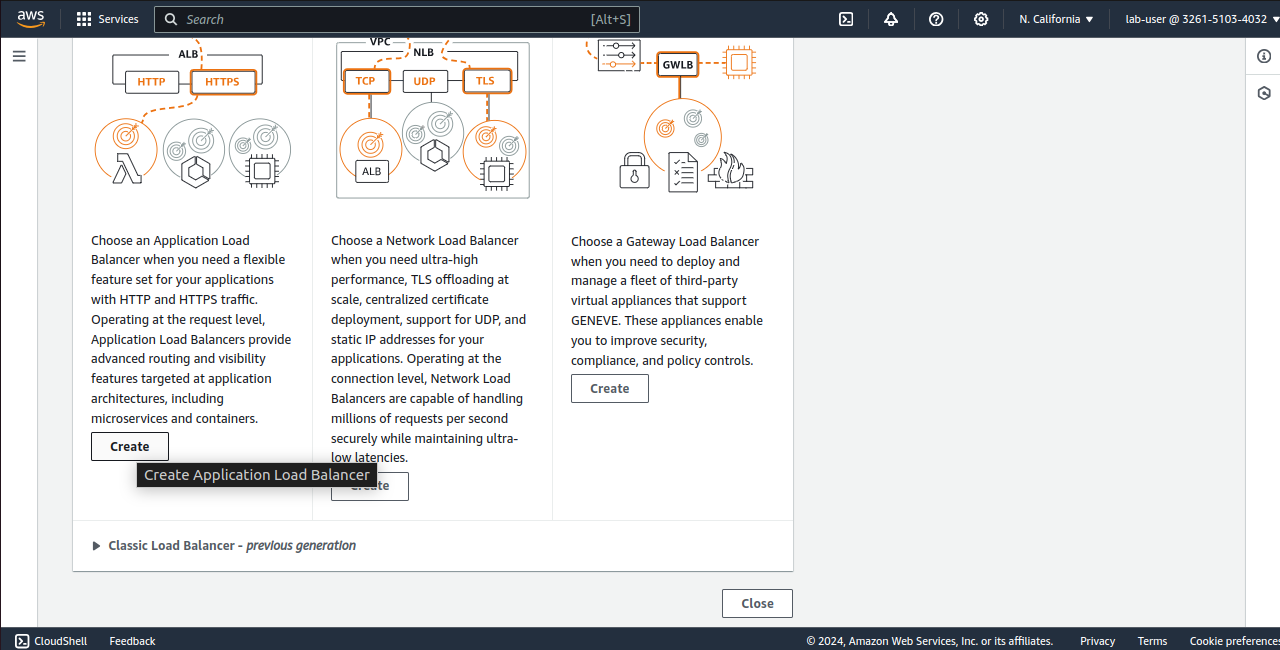 aws
Services
Search
[Alt+S]
N. California
lab-user @ 3261-5103-4032
ALB
HTTP
HTTPS
VPC
NLB
TCP
UDP
TLS
ALB
GWLB
Choose an Application Load
Balancer when you need a flexible
feature set for your applications
with HTTP and HTTPS traffic.
Operating at the request level,
Application Load Balancers provide
advanced routing and visibility
features targeted at application
architectures, including
microservices and containers.
Create
Create Application Load Balancer
Choose a Network Load Balancer
when you need ultra-high
performance, TLS offloading at
scale, centralized certificate
deployment, support for UDP, and
static IP addresses for your
applications. Operating at the
connection level, Network Load
Balancers are capable of handling
millions of requests per second
securely while maintaining ultra-
low latencies.
Create
Choose a Gateway Load Balancer
when you need to deploy and
manage a fleet of third-party
virtual appliances that support
GENEVE. These appliances enable
you to improve security,
compliance, and policy controls.
Create
Classic Load Balancer - previous generation
Close
CloudShell
Feedback
© 2024, Amazon Web Services, Inc. or its affiliates.
Privacy
Terms
Cookie preferences